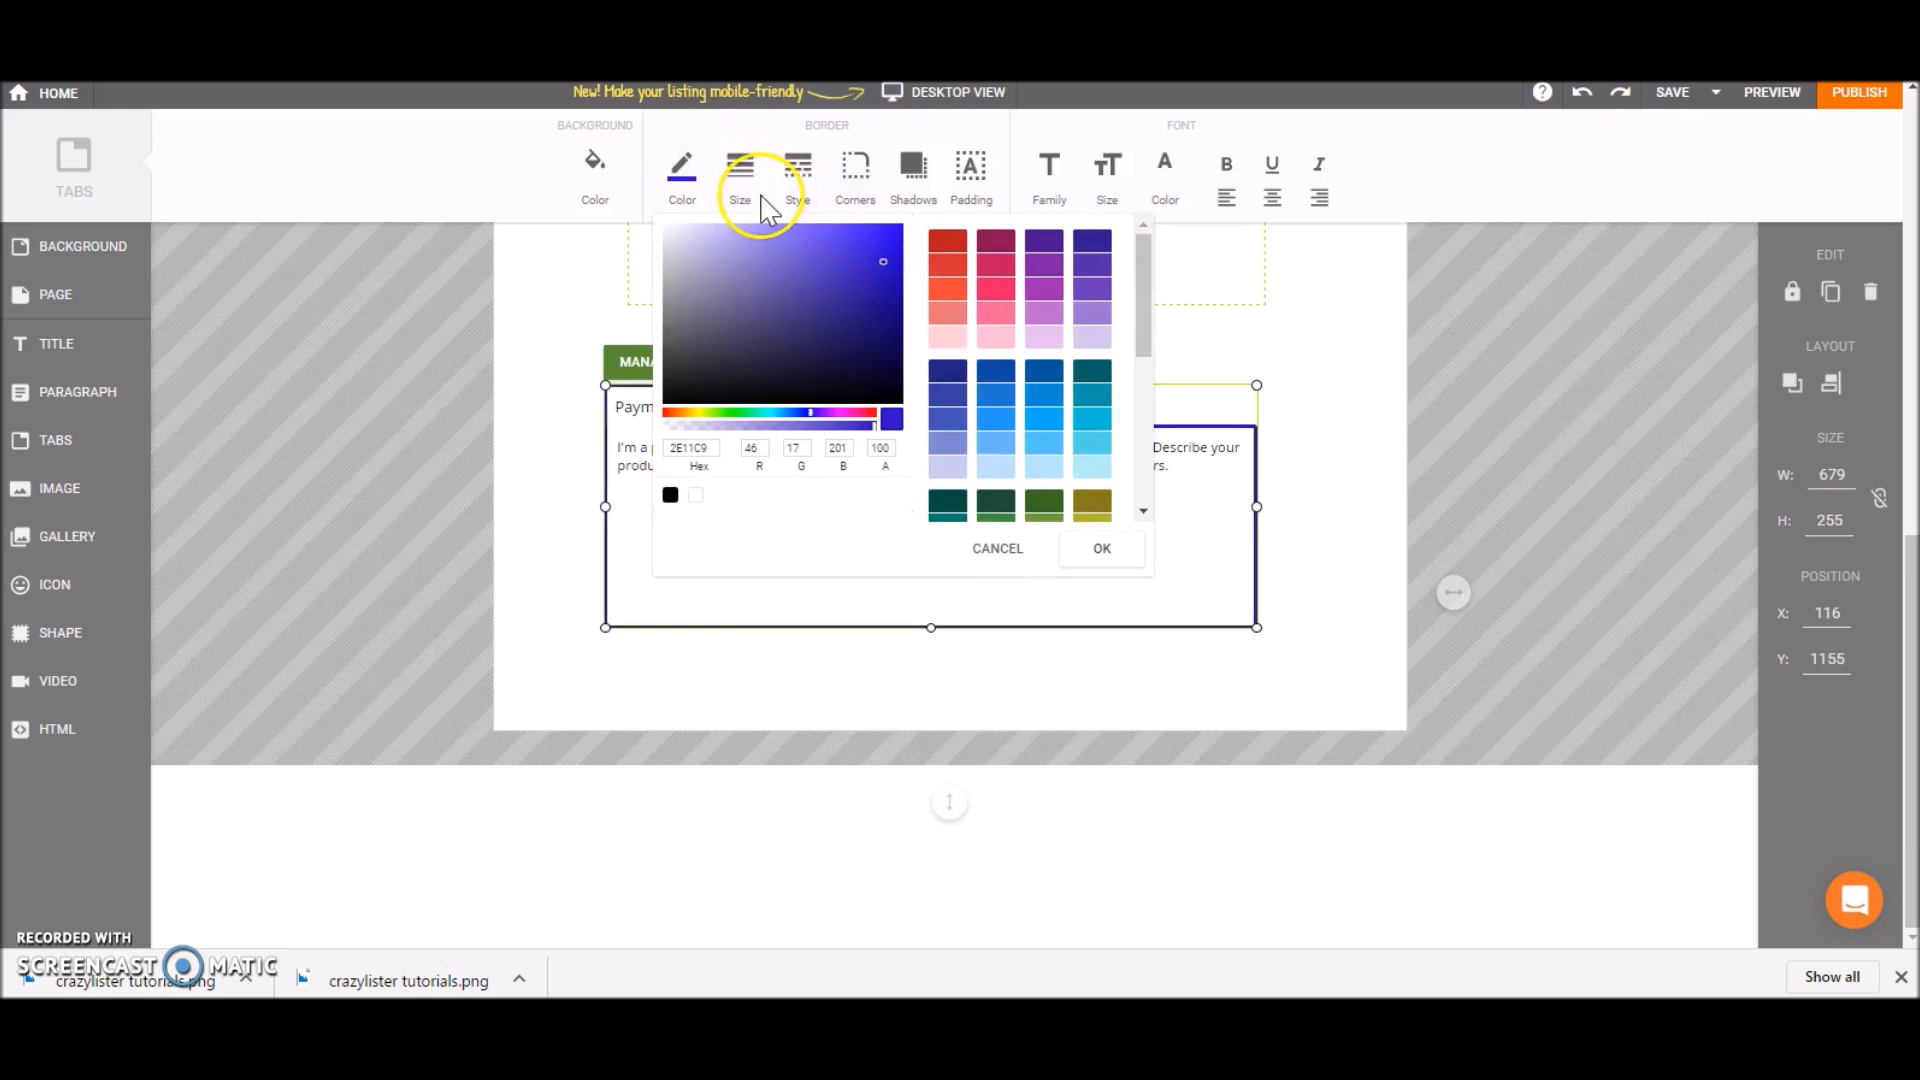 HOME
New! Make your listing mobile-friendly
DESKTOP VIEW
SAVE
PREVIEW
PUBLISH
TABS
BACKGROUND
Color
BORDER
Color
Size
Style
Corners
Shadows
Padding
FONT
Family
Size
Color
BACKGROUND
PAGE
TITLE
PARAGRAPH
TABS
IMAGE
GALLERY
ICON
SHAPE
VIDEO
HTML
MANA
Paym
I'm a
produ
Describe your
rs.
2E11C9 46 17 201 100
Hex R G B A
CANCEL OK
EDIT
LAYOUT
SIZE
W: 679
H: 255
POSITION
X: 116
Y: 1155
RECORDED WITH
SCREENCAST MATIC
crazylister tutorials.png
crazylister tutorials.png
Show all